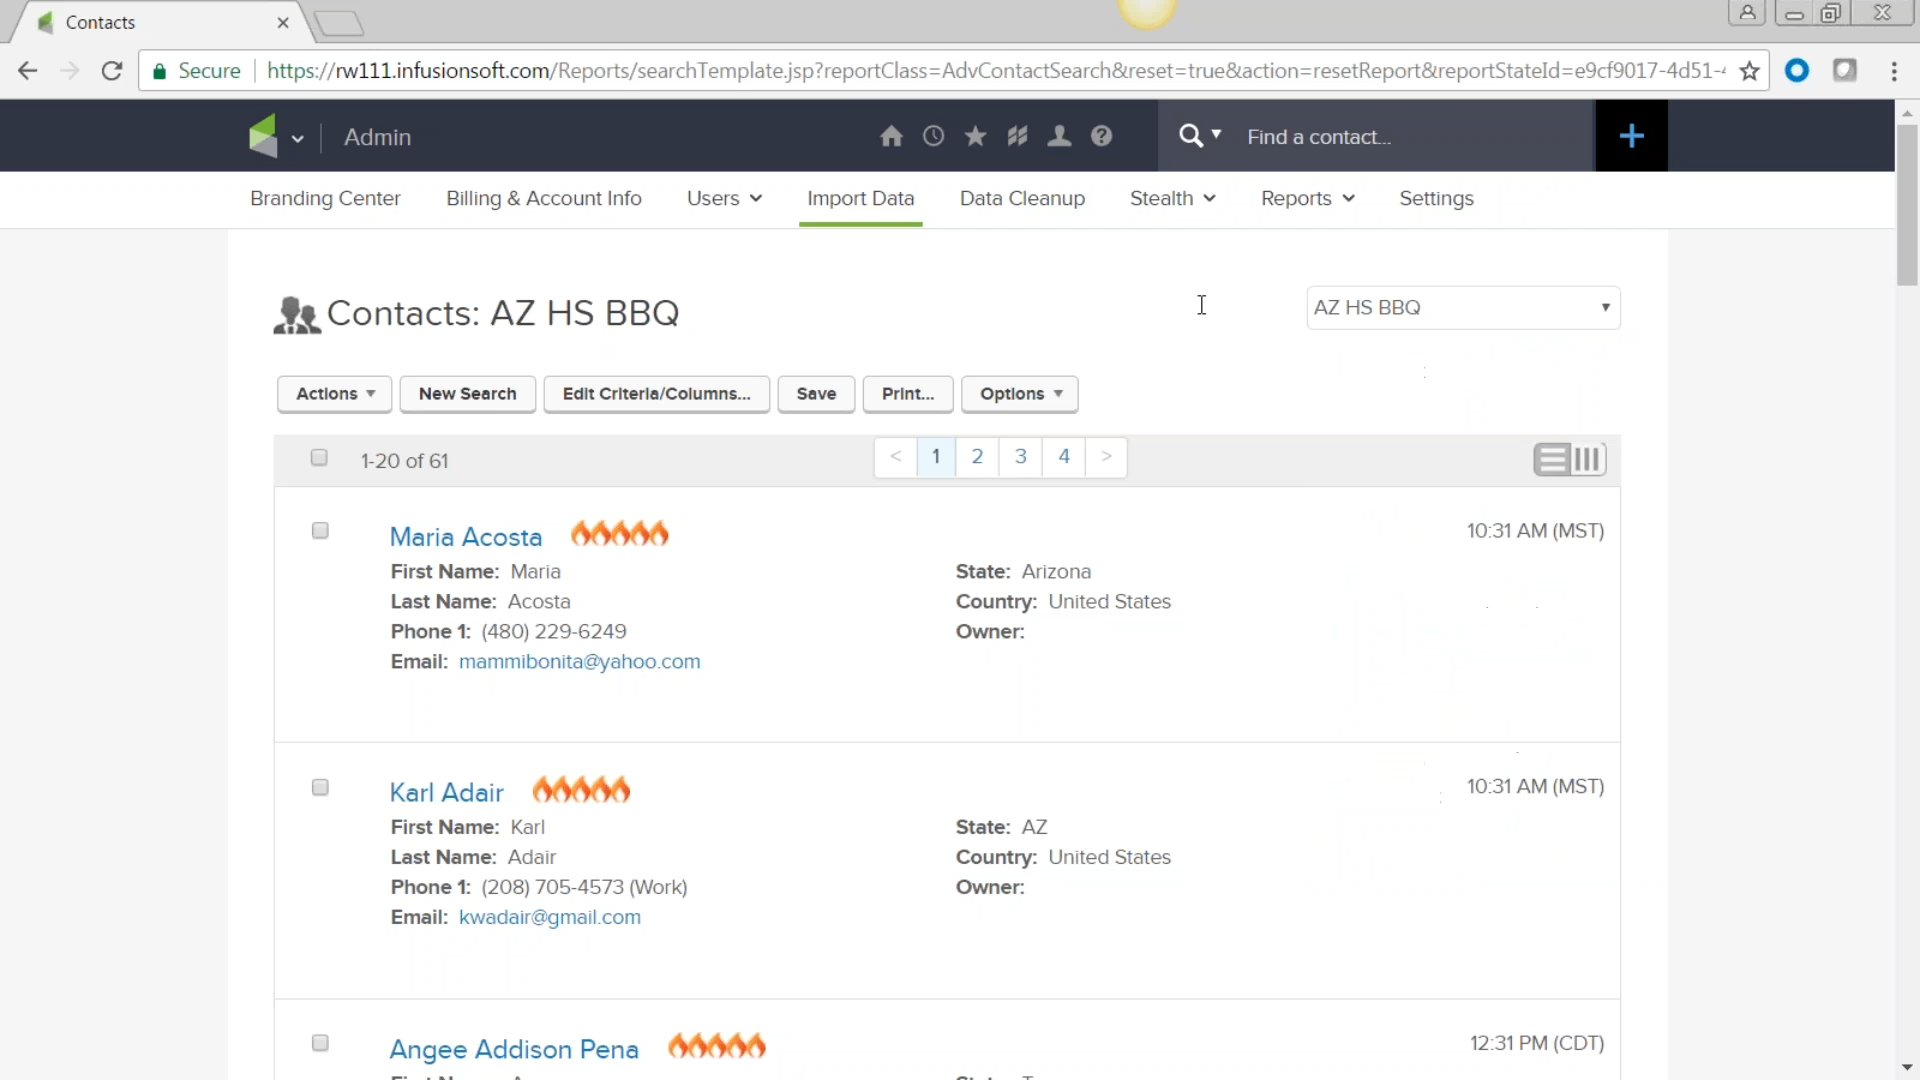 Contacts
Secure https://rw111.infusionsoft.com/Reports/searchTemplate.jsp?reportClass=AdvContactSearch&reset=true&action=resetReport&reportStateId=e9cf9017-4d51-
Admin Find a contact...
Branding Center Billing & Account Info Users Import Data Data Cleanup Stealth Reports Settings
Contacts: AZ HS BBQ AZ HS BBQ
Actions New Search Edit Criteria/Columns... Save Print... Options
1-20 of 61 < 1 2 3 4 >
Maria Acosta 10:31 AM (MST)
First Name: Maria State: Arizona
Last Name: Acosta Country: United States
Phone 1: (480) 229-6249 Owner:
Email: mammibonita@yahoo.com
Karl Adair 10:31 AM (MST)
First Name: Karl State: AZ
Last Name: Adair Country: United States
Phone 1: (208) 705-4573 (Work) Owner:
Email: kwadair@gmail.com
Angee Addison Pena 12:31 PM (CDT)